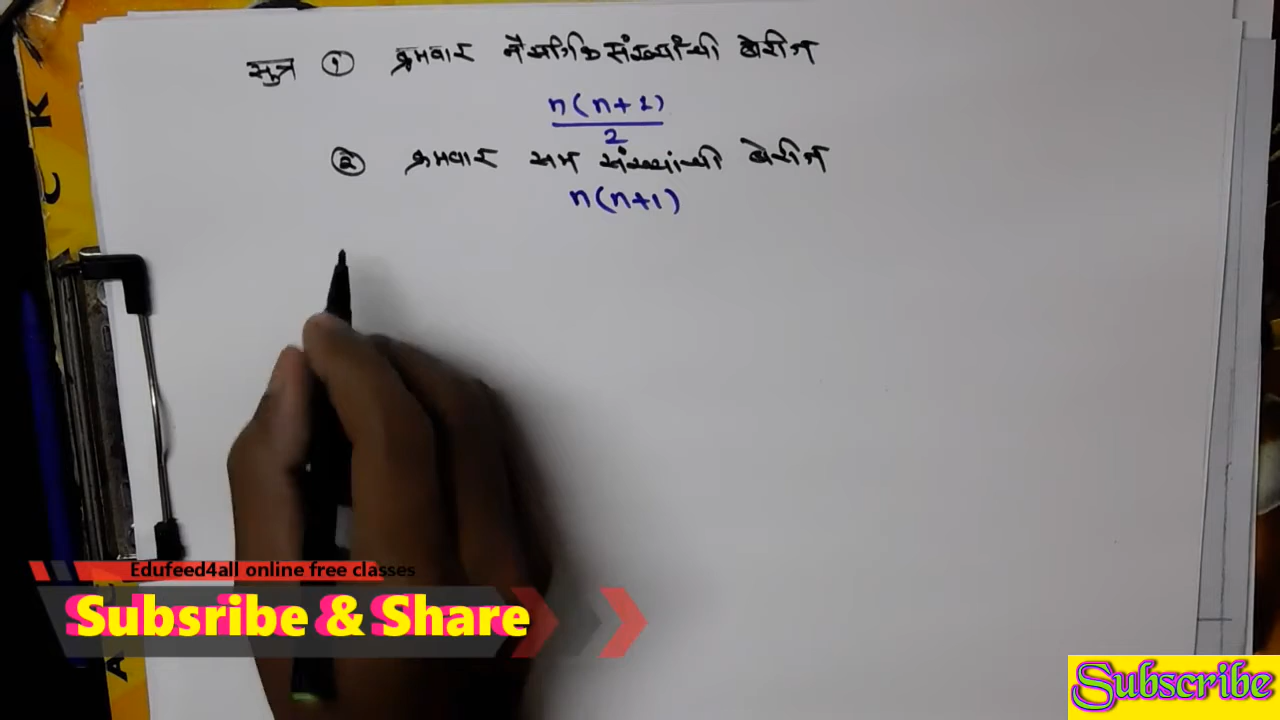 सूत्र ① क्रमवार नैसर्गिक संख्यांची बेरीज
n(n+1)
2
② क्रमवार सम संख्यांची बेरीज
n(n+1)
C K
Edufeed4all online free classes
Subsribe & Share
Subscribe